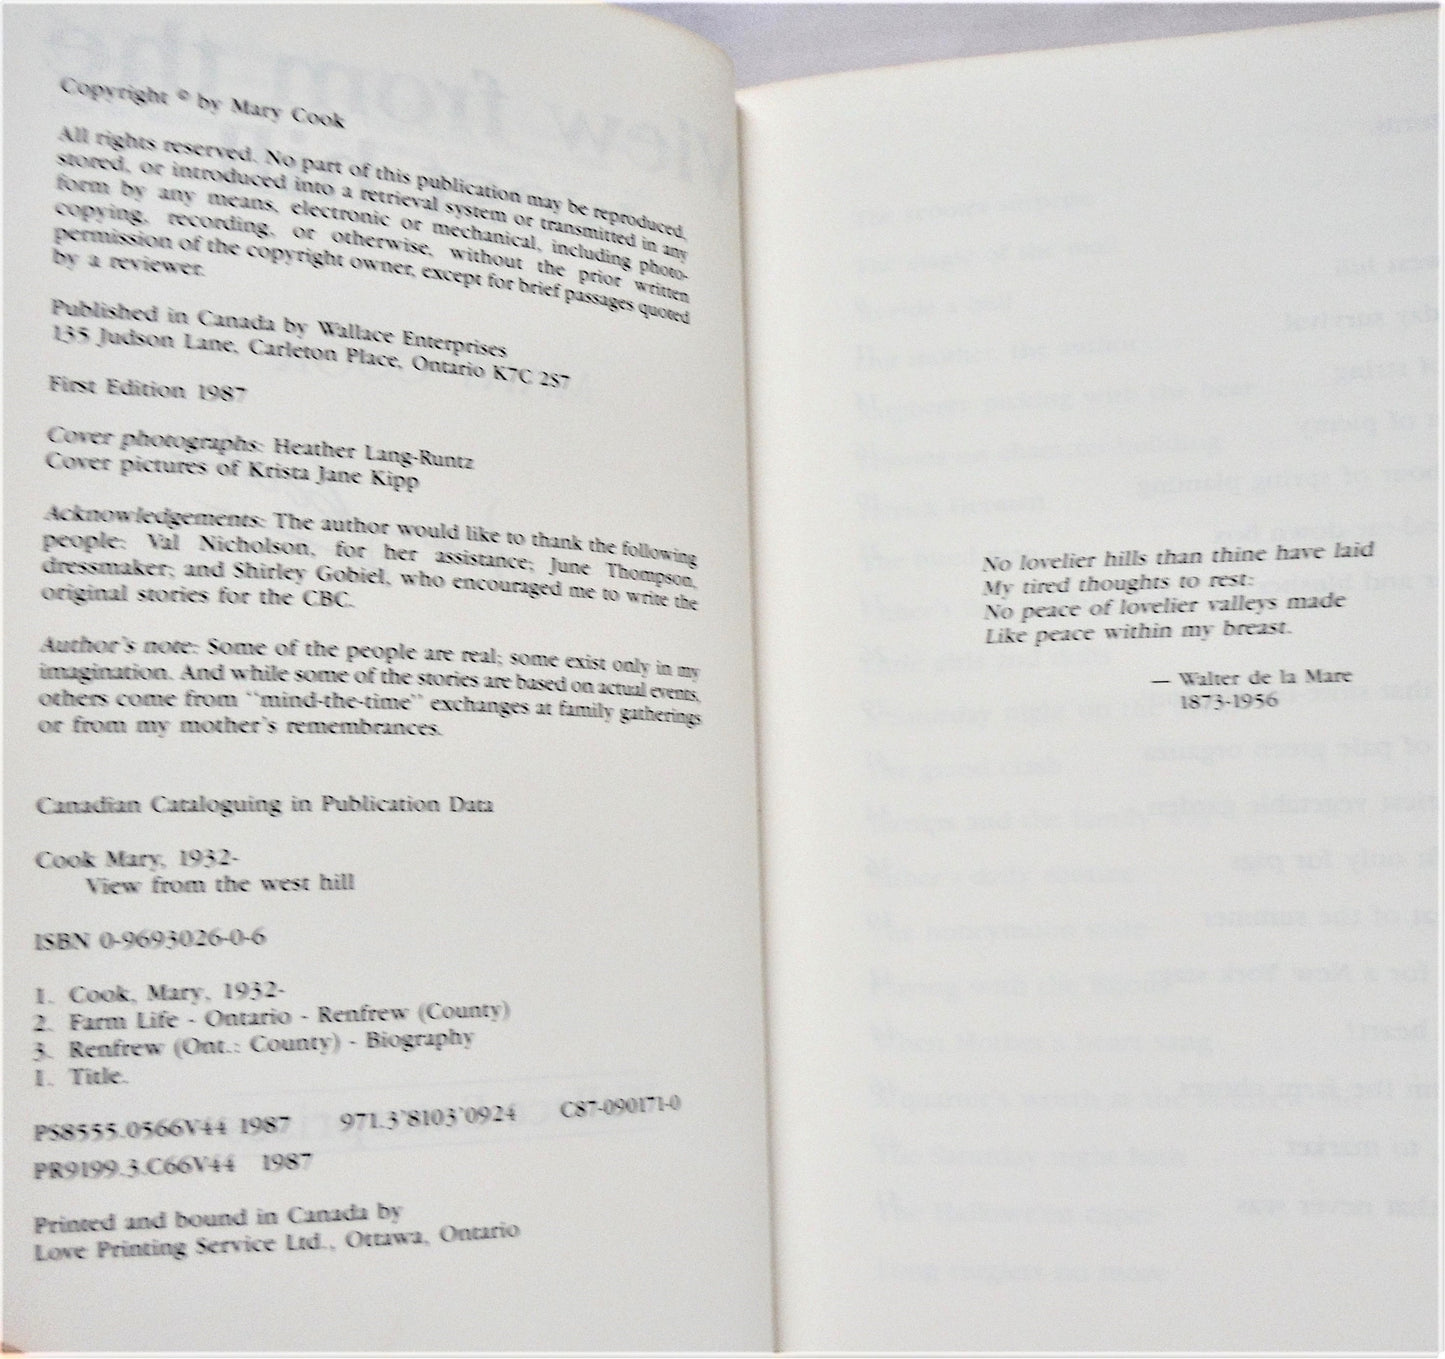 Copyright © by Mary Cook
All rights reserved. No part of this publication may be reproduced,
stored, or introduced into a retrieval system or transmitted in any
form by any means, electronic or mechanical, including photo-
copying, recording, or otherwise, without the prior written
permission of the copyright owner, except for brief passages quoted
by a reviewer.
Published in Canada by Wallace Enterprises
135 Judson Lane, Carleton Place, Ontario K7C 2S7
First Edition 1987
Cover photographs: Heather Lang-Runtz
Cover pictures of Krista Jane Kipp
Acknowledgements: The author would like to thank the following
people: Val Nicholson, for her assistance; June Thompson,
dressmaker; and Shirley Gobiel, who encouraged me to write the
original stories for the CBC.
Author's note: Some of the people are real; some exist only in my
imagination. And while some of the stories are based on actual events,
others come from "mind-the-time" exchanges at family gatherings
or from my mother's remembrances.
Canadian Cataloguing in Publication Data
Cook Mary, 1932-
View from the west hill
ISBN 0-9693026-0-6
1. Cook, Mary, 1932-
2. Farm Life - Ontario - Renfrew (County)
3. Renfrew (Ont.: County) - Biography
1. Title.
PS8555.0566V44 1987 971.3'8103'0924 C87-090171-0
PR9199.3.C66V44 1987
Printed and bound in Canada by
Love Printing Service Ltd., Ottawa, Ontario
No lovelier hills than thine have laid
My tired thoughts to rest:
No peace of lovelier valleys made
Like peace within my breast.
— Walter de la Mare
1873-1956